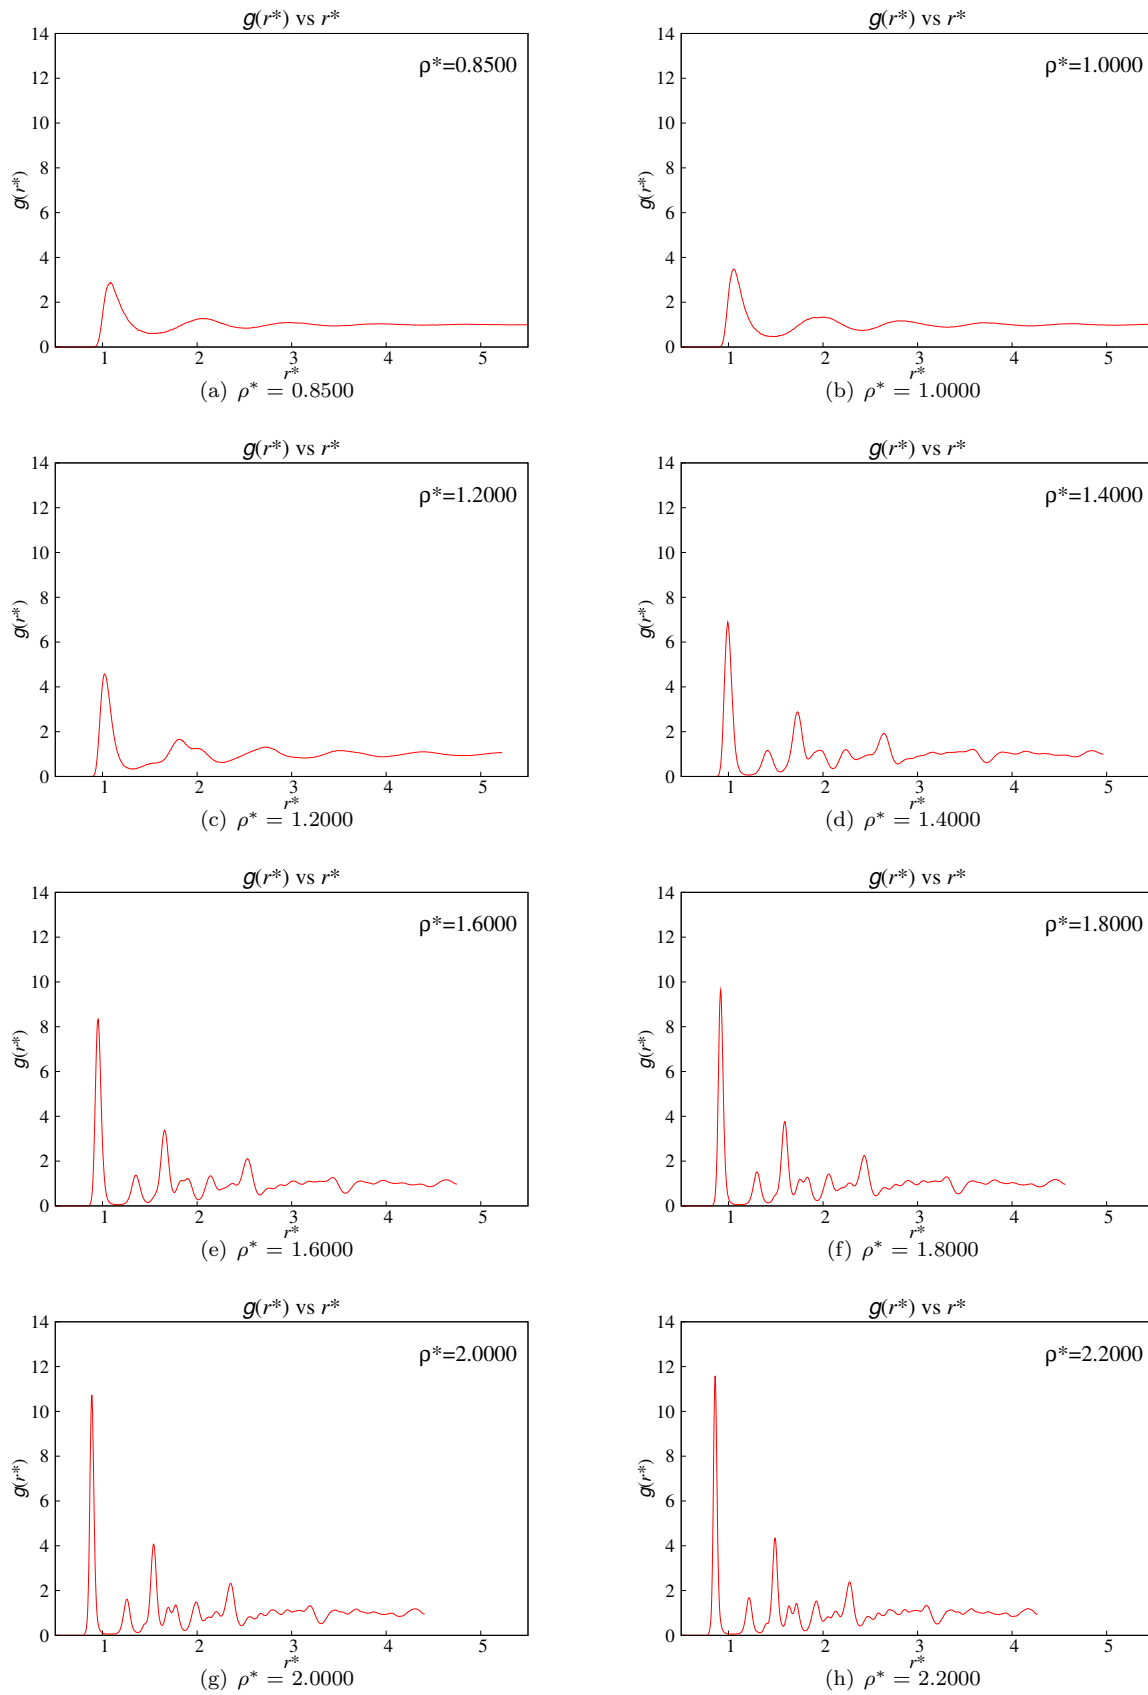 g(r*) vs r*
ρ*=0.8500
14
12
10
8
6
4
2
0
g(r*)
1 2 3 4 5
r*
(a) ρ* = 0.8500
g(r*) vs r*
ρ*=1.0000
14
12
10
8
6
4
2
0
g(r*)
1 2 3 4 5
r*
(b) ρ* = 1.0000
g(r*) vs r*
ρ*=1.2000
14
12
10
8
6
4
2
0
g(r*)
1 2 3 4 5
r*
(c) ρ* = 1.2000
g(r*) vs r*
ρ*=1.4000
14
12
10
8
6
4
2
0
g(r*)
1 2 3 4 5
r*
(d) ρ* = 1.4000
g(r*) vs r*
ρ*=1.6000
14
12
10
8
6
4
2
0
g(r*)
1 2 3 4 5
r*
(e) ρ* = 1.6000
g(r*) vs r*
ρ*=1.8000
14
12
10
8
6
4
2
0
g(r*)
1 2 3 4 5
r*
(f) ρ* = 1.8000
g(r*) vs r*
ρ*=2.0000
14
12
10
8
6
4
2
0
g(r*)
1 2 3 4 5
r*
(g) ρ* = 2.0000
g(r*) vs r*
ρ*=2.2000
14
12
10
8
6
4
2
0
g(r*)
1 2 3 4 5
r*
(h) ρ* = 2.2000